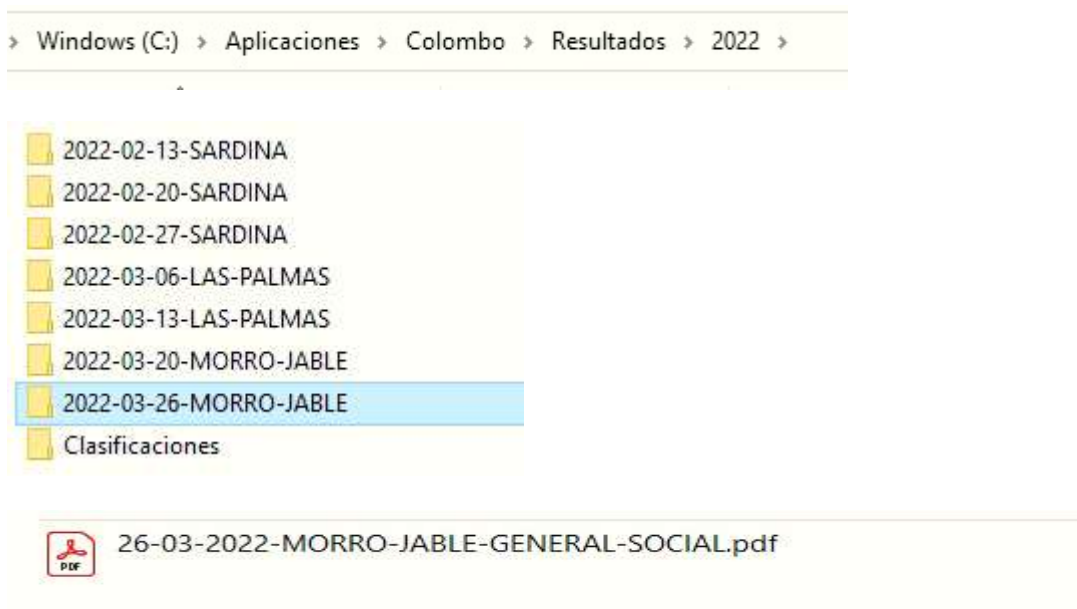 > Windows (C:) > Aplicaciones > Colombo > Resultados > 2022 >
2022-02-13-SARDINA
2022-02-20-SARDINA
2022-02-27-SARDINA
2022-03-06-LAS-PALMAS
2022-03-13-LAS-PALMAS
2022-03-20-MORRO-JABLE
2022-03-26-MORRO-JABLE
Clasificaciones
PDF 26-03-2022-MORRO-JABLE-GENERAL-SOCIAL.pdf